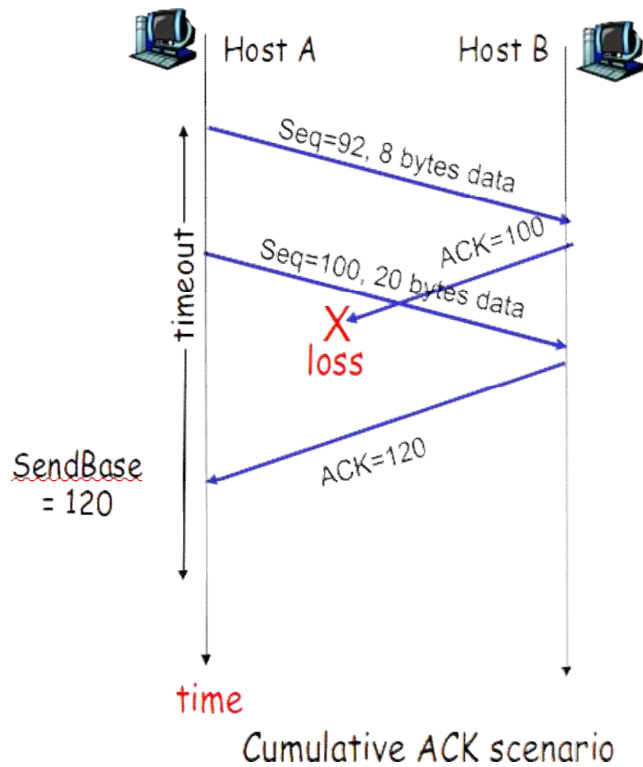 Host A
Host B
Seq=92, 8 bytes data
ACK=100
timeout
Seq=100, 20 bytes data
X
loss
ACK=120
SendBase
= 120
time
Cumulative ACK scenario